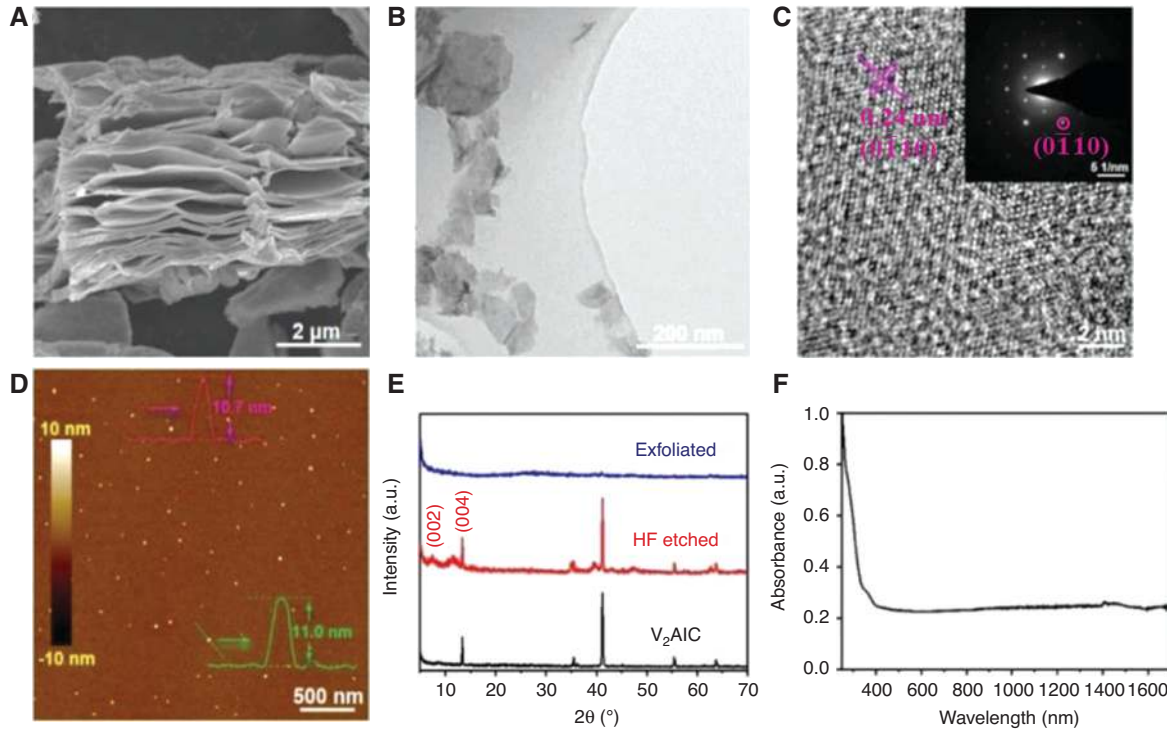 A
2 µm
B
200 nm
C
0.24 nm
(01̄10)
(01̄10)
5 1/nm
2 nm
D
10 nm
-10 nm
10.7 nm
11.0 nm
500 nm
E
Exfoliated
(002)
(004)
HF etched
V₂AlC
Intensity (a.u.)
10 20 30 40 50 60 70
2θ (°)
F
1.0
0.8
0.6
0.4
0.2
0.0
Absorbance (a.u.)
400 600 800 1000 1200 1400 1600
Wavelength (nm)